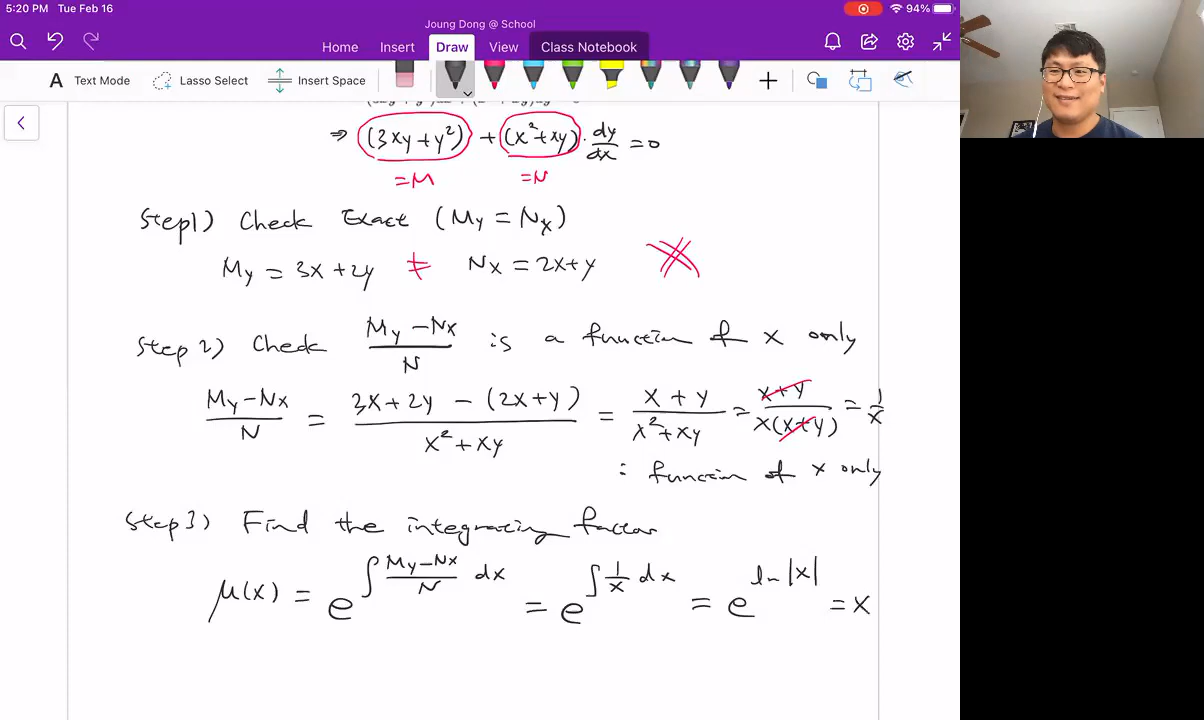 5:20 PM Tue Feb 16
94%
Joung Dong @ School
Home Insert Draw View Class Notebook
A Text Mode Lasso Select Insert Space
⇒ (3xy+y²) + (x²+xy)·dy/dx = 0
=M =N
Step1) Check Exact (My = Nx)
My = 3x+2y ≠ Nx = 2x+y
Step 2) Check (My-Nx)/N is a function of x only
(My-Nx)/N = (3x+2y - (2x+y))/(x²+xy) = (x+y)/(x²+xy) = (x+y)/(x(x+y)) = 1/x
: function of x only
Step3) Find the integrating factor
μ(x) = e^(∫(My-Nx)/N dx) = e^(∫1/x dx) = e^(ln|x|) = x